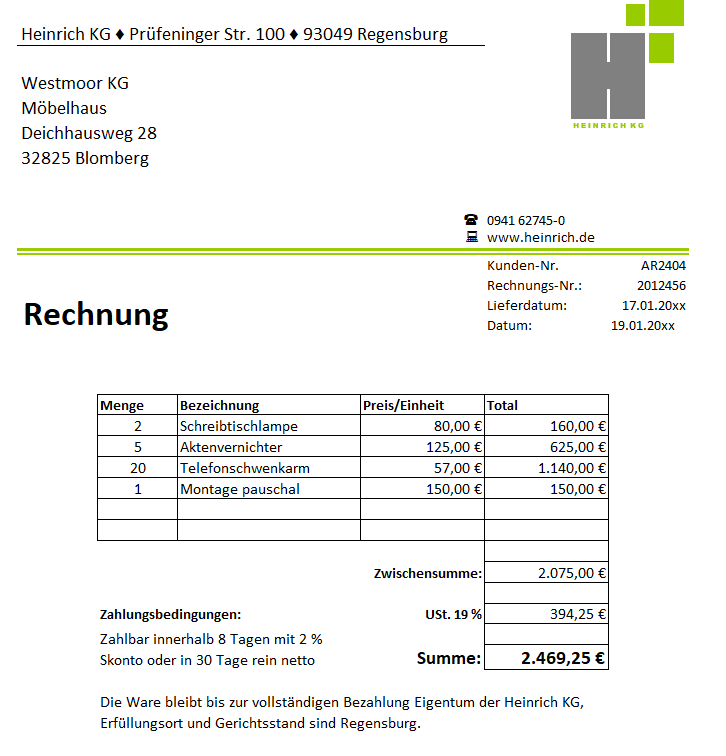 Heinrich KG ♦ Prüfeninger Str. 100 ♦ 93049 Regensburg
HEINRICH KG
Westmoor KG
Möbelhaus
Deichhausweg 28
32825 Blomberg
0941 62745-0
www.heinrich.de
Kunden-Nr. AR2404
Rechnungs-Nr.: 2012456
Lieferdatum: 17.01.20xx
Datum: 19.01.20xx
Rechnung
Menge Bezeichnung Preis/Einheit Total
2 Schreibtischlampe 80,00 € 160,00 €
5 Aktenvernichter 125,00 € 625,00 €
20 Telefonschwenkarm 57,00 € 1.140,00 €
1 Montage pauschal 150,00 € 150,00 €
Zwischensumme: 2.075,00 €
Zahlungsbedingungen: USt. 19 % 394,25 €
Zahlbar innerhalb 8 Tagen mit 2 %
Skonto oder in 30 Tage rein netto Summe: 2.469,25 €
Die Ware bleibt bis zur vollständigen Bezahlung Eigentum der Heinrich KG,
Erfüllungsort und Gerichtsstand sind Regensburg.